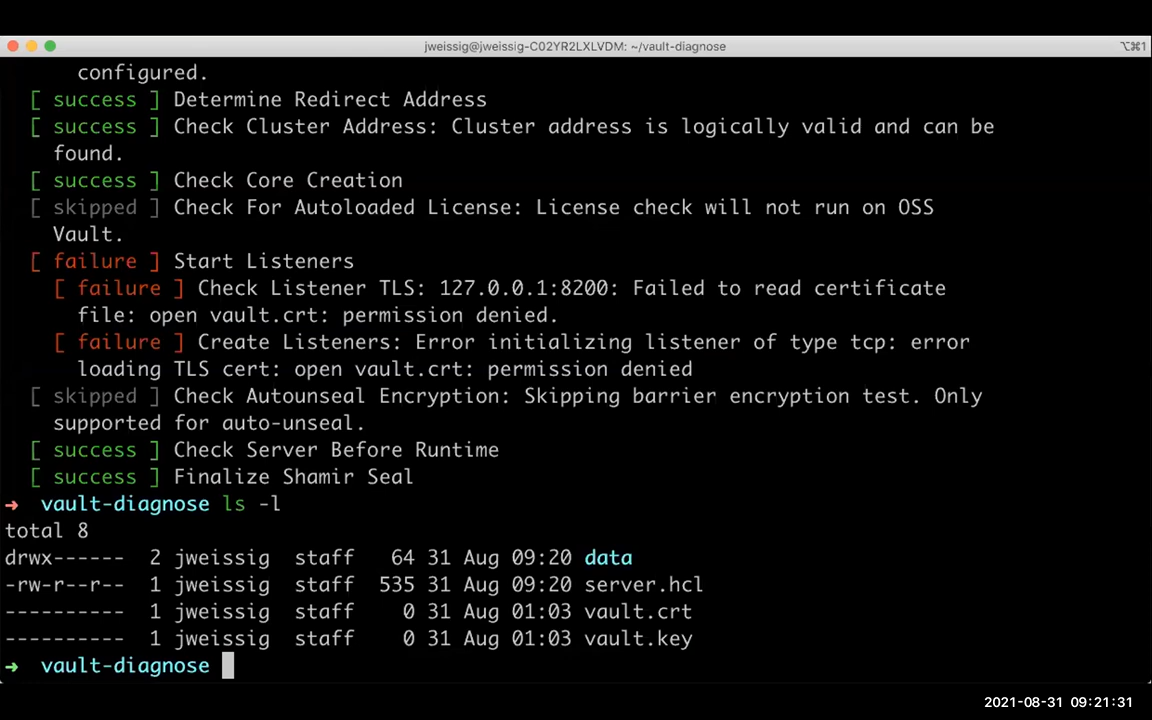 jweissig@jweissig-C02YR2LXLVDM: ~/vault-diagnose
⌥⌘1
configured.
[ success ] Determine Redirect Address
[ success ] Check Cluster Address: Cluster address is logically valid and can be
found.
[ success ] Check Core Creation
[ skipped ] Check For Autoloaded License: License check will not run on OSS
Vault.
[ failure ] Start Listeners
[ failure ] Check Listener TLS: 127.0.0.1:8200: Failed to read certificate
file: open vault.crt: permission denied.
[ failure ] Create Listeners: Error initializing listener of type tcp: error
loading TLS cert: open vault.crt: permission denied
[ skipped ] Check Autounseal Encryption: Skipping barrier encryption test. Only
supported for auto-unseal.
[ success ] Check Server Before Runtime
[ success ] Finalize Shamir Seal
➜ vault-diagnose ls -l
total 8
drwx------ 2 jweissig staff 64 31 Aug 09:20 data
-rw-r--r-- 1 jweissig staff 535 31 Aug 09:20 server.hcl
---------- 1 jweissig staff 0 31 Aug 01:03 vault.crt
---------- 1 jweissig staff 0 31 Aug 01:03 vault.key
➜ vault-diagnose
2021-08-31 09:21:31